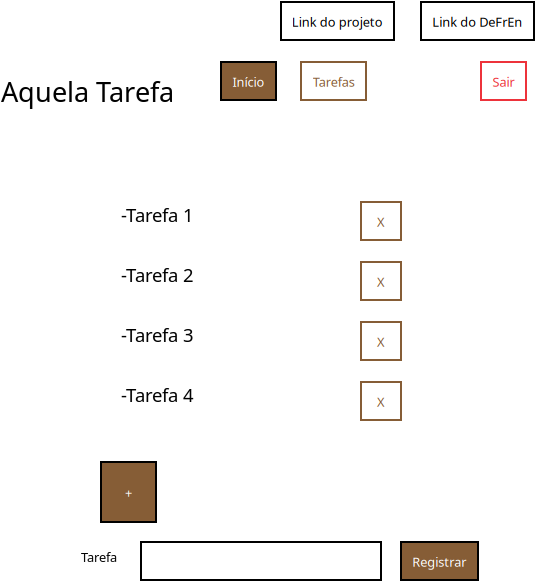 Link do projeto Link do DeFrEn
Aquela Tarefa Início Tarefas Sair
-Tarefa 1 X
-Tarefa 2 X
-Tarefa 3 X
-Tarefa 4 X
+
Tarefa Registrar